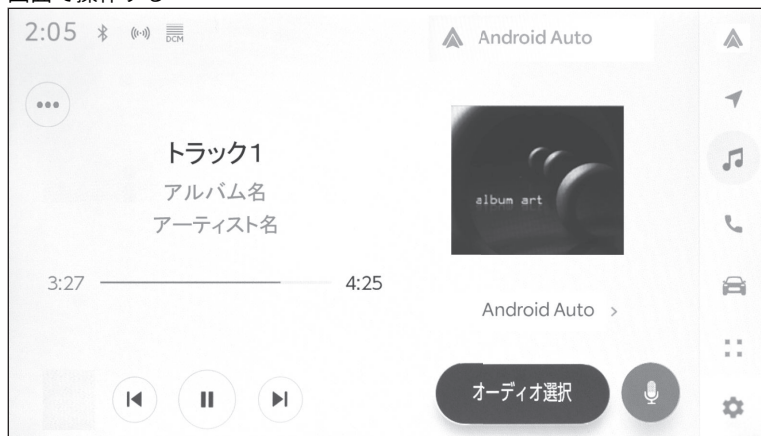 画面で操作する
2:05
DCM
Android Auto
トラック1
アルバム名
アーティスト名
album art
3:27
4:25
Android Auto >
オーディオ選択